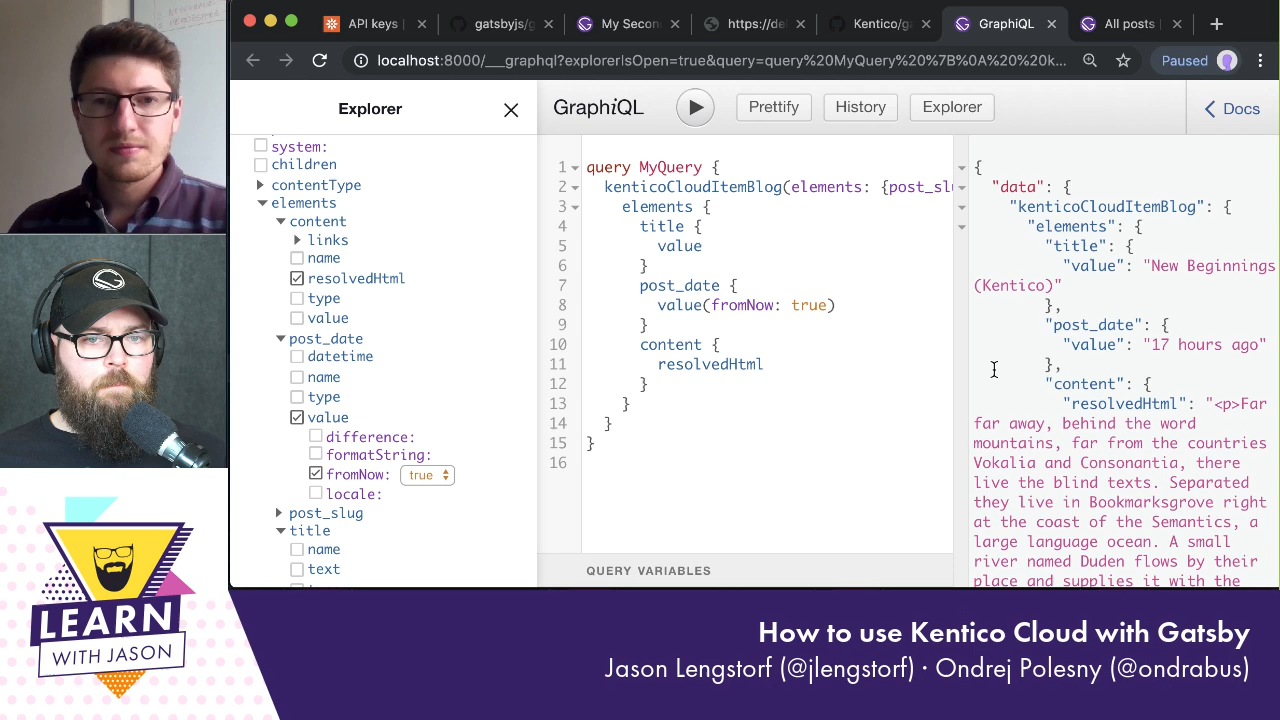 API keys |
gatsbyjs/g
My Secon
https://de
Kentico/g
GraphiQL
All posts
localhost:8000/___graphql?explorerIsOpen=true&query=query%20MyQuery%20%7B%0A%20%20k...
Paused
Explorer
GraphiQL
Prettify
History
Explorer
Docs
system:
children
contentType
elements
content
links
name
resolvedHtml
type
value
post_date
datetime
name
type
value
difference:
formatString:
fromNow: true
locale:
post_slug
title
name
text
1 query MyQuery {
2 kenticoCloudItemBlog(elements: {post_slu
3 elements {
4 title {
5 value
6 }
7 post_date {
8 value(fromNow: true)
9 }
10 content {
11 resolvedHtml
12 }
13 }
14 }
15 }
16
QUERY VARIABLES
{
"data": {
"kenticoCloudItemBlog": {
"elements": {
"title": {
"value": "New Beginnings
(Kentico)"
},
"post_date": {
"value": "17 hours ago"
},
"content": {
"resolvedHtml": "<p>Far
far away, behind the word
mountains, far from the countries
Vokalia and Consonantia, there
live the blind texts. Separated
they live in Bookmarksgrove right
at the coast of the Semantics, a
large language ocean. A small
river named Duden flows by their
place and supplies it with the
LEARN
WITH JASON
How to use Kentico Cloud with Gatsby
Jason Lengstorf (@jlengstorf) · Ondrej Polesny (@ondrabus)